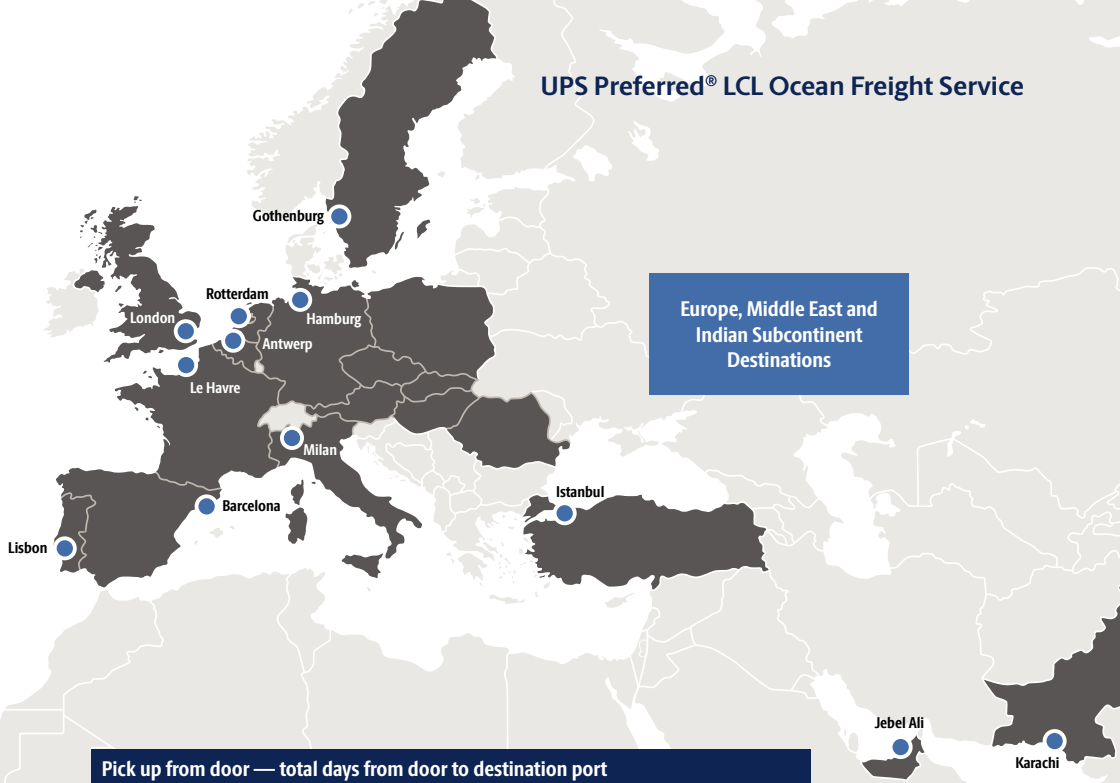 UPS Preferred® LCL Ocean Freight Service
Gothenburg
Europe, Middle East and
Indian Subcontinent
Destinations
Rotterdam
London
Hamburg
Antwerp
Le Havre
Milan
Istanbul
Barcelona
Lisbon
Jebel Ali
Karachi
Pick up from door — total days from door to destination port